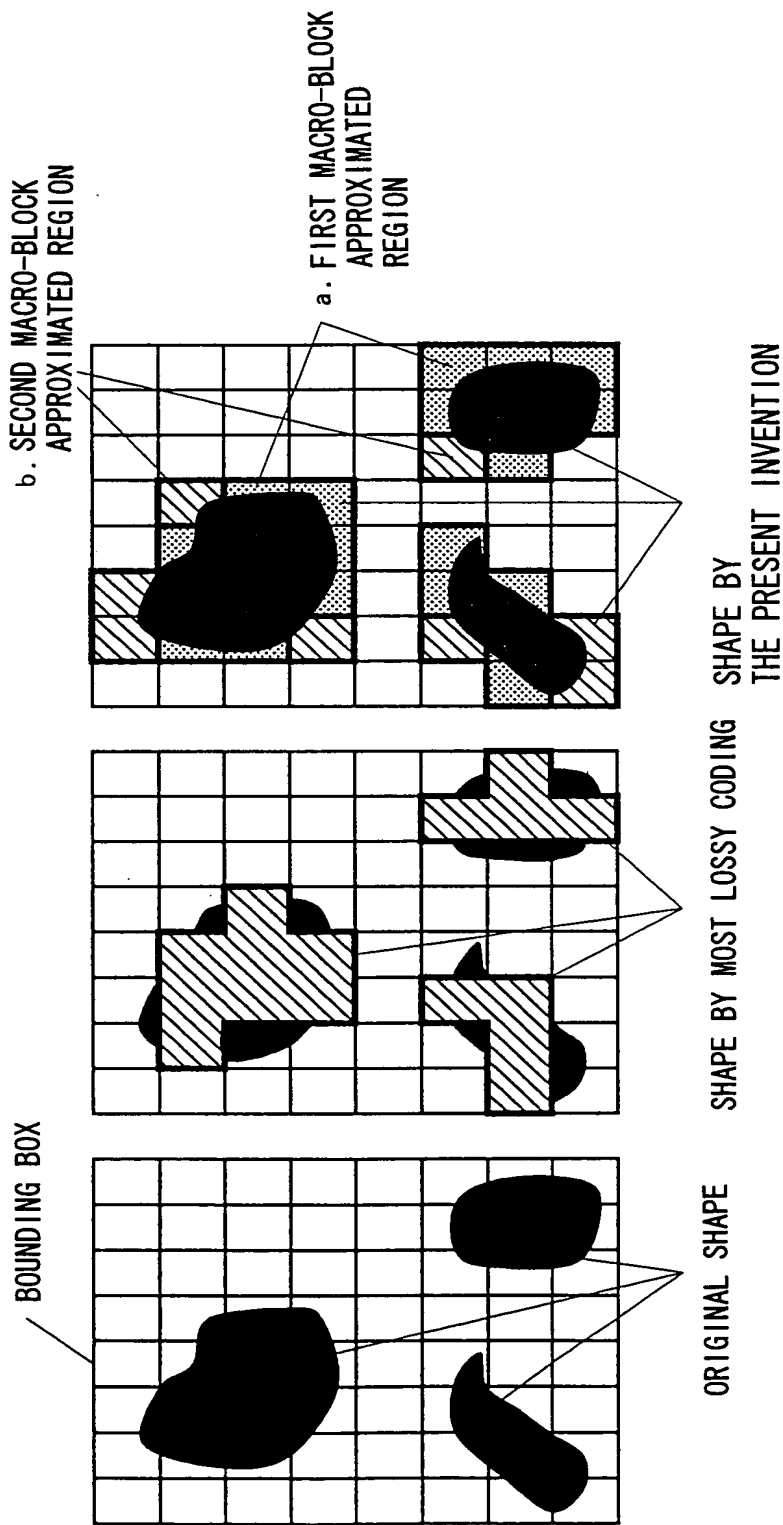 BOUNDING BOX
ORIGINAL SHAPE
SHAPE BY MOST LOSSY CODING
b. SECOND MACRO-BLOCK
APPROXIMATED REGION
a. FIRST MACRO-BLOCK
APPROXIMATED
REGION
SHAPE BY
THE PRESENT INVENTION